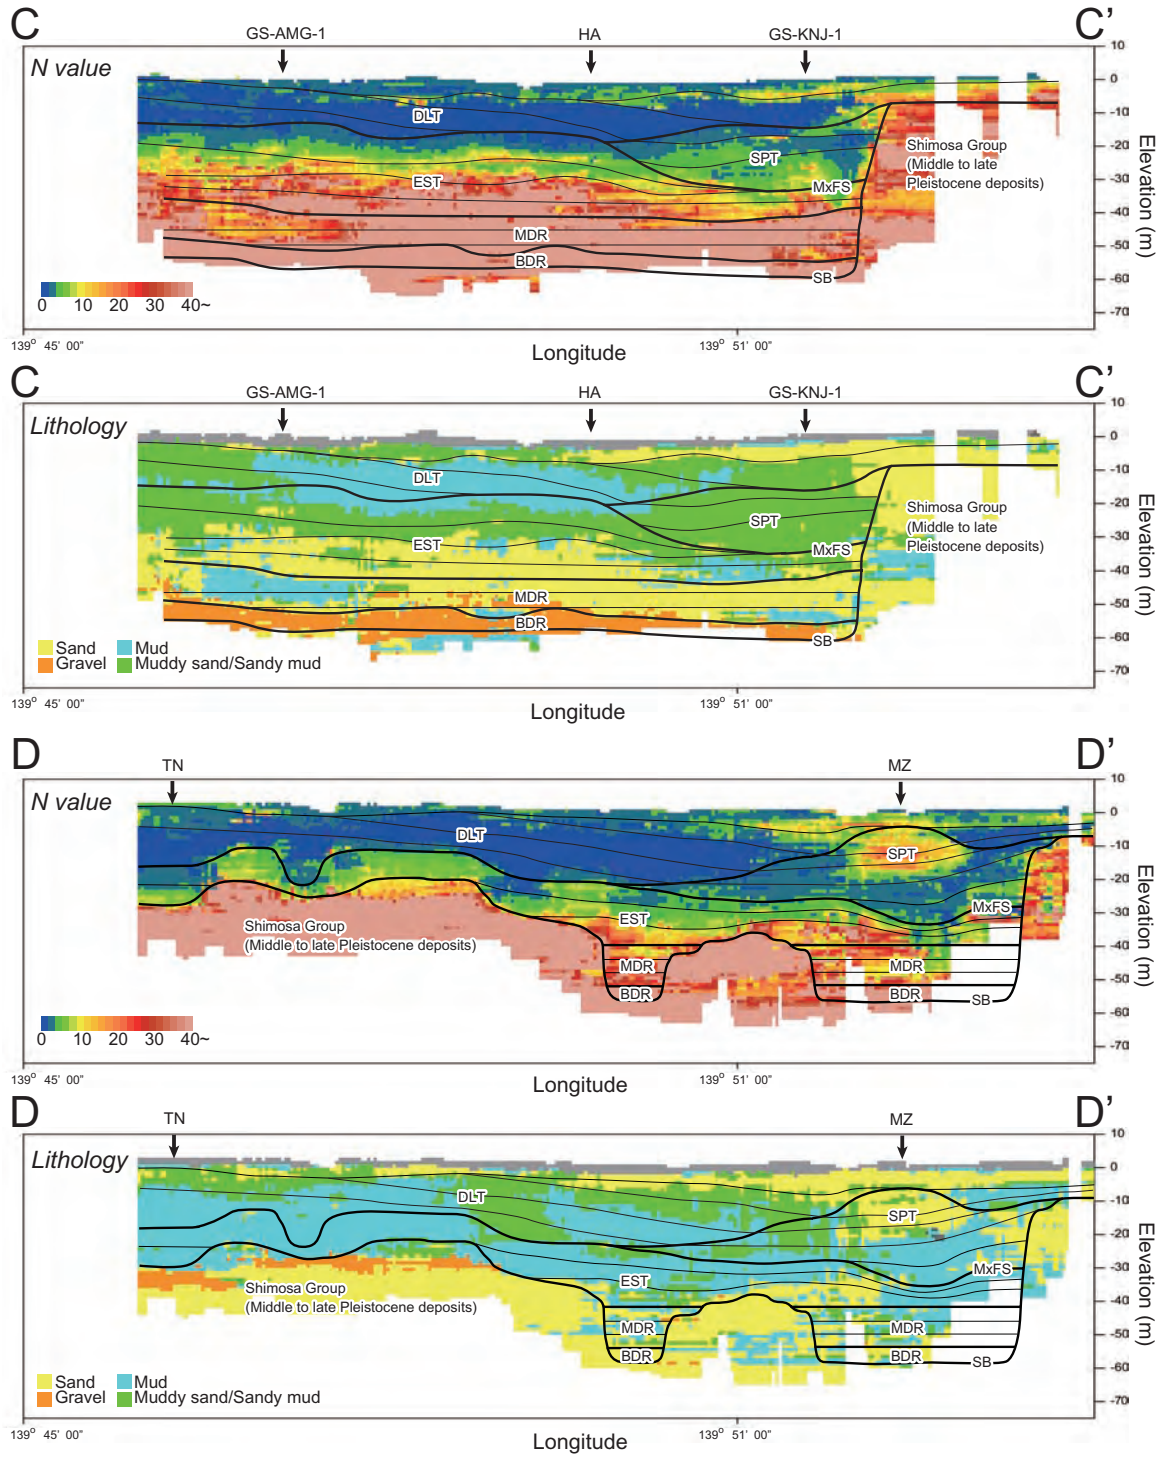 C
C'
GS-AMG-1
HA
GS-KNJ-1
N value
10
0
-10
-20
-30
-40
-50
-60
-70
Elevation (m)
DLT
SPT
EST
MxFS
MDR
BDR
SB
Shimosa Group
(Middle to late
Pleistocene deposits)
0 10 20 30 40~
139° 45' 00"
139° 51' 00"
Longitude
C
C'
GS-AMG-1
HA
GS-KNJ-1
Lithology
10
0
-10
-20
-30
-40
-50
-60
-70
Elevation (m)
DLT
SPT
EST
MxFS
MDR
BDR
SB
Shimosa Group
(Middle to late
Pleistocene deposits)
Sand Mud
Gravel Muddy sand/Sandy mud
139° 45' 00"
139° 51' 00"
Longitude
D
D'
TN
MZ
N value
10
0
-10
-20
-30
-40
-50
-60
-70
Elevation (m)
DLT
SPT
MxFS
EST
Shimosa Group
(Middle to late Pleistocene deposits)
MDR
MDR
BDR
BDR
SB
0 10 20 30 40~
139° 45' 00"
139° 51' 00"
Longitude
D
D'
TN
MZ
Lithology
10
0
-10
-20
-30
-40
-50
-60
-70
Elevation (m)
DLT
SPT
MxFS
EST
Shimosa Group
(Middle to late Pleistocene deposits)
MDR
MDR
BDR
BDR
SB
Sand Mud
Gravel Muddy sand/Sandy mud
139° 45' 00"
139° 51' 00"
Longitude